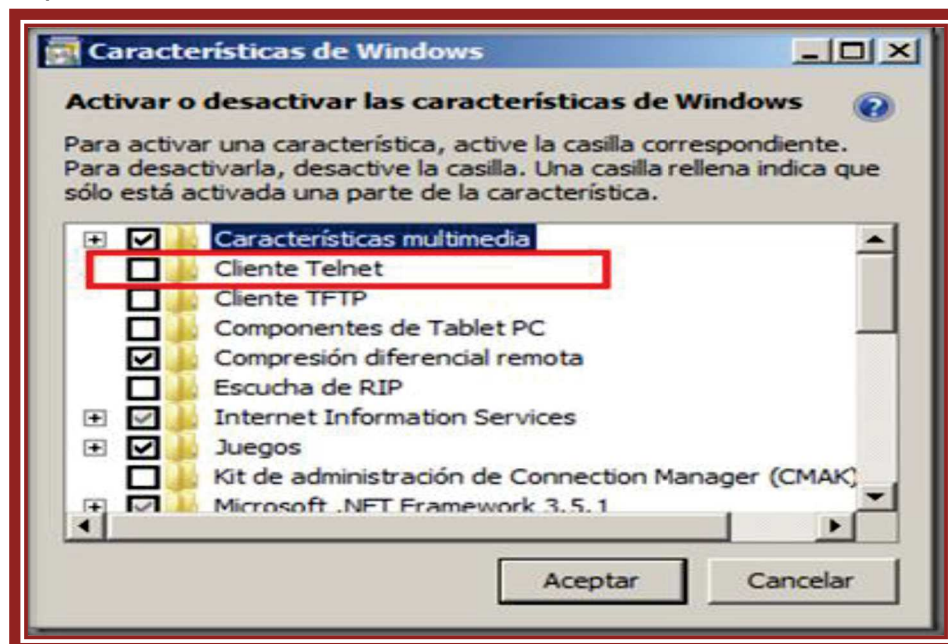 Características de Windows
Activar o desactivar las características de Windows
Para activar una característica, active la casilla correspondiente.
Para desactivarla, desactive la casilla. Una casilla rellena indica que
sólo está activada una parte de la característica.
Características multimedia
Cliente Telnet
Cliente TFTP
Componentes de Tablet PC
Compresión diferencial remota
Escucha de RIP
Internet Information Services
Juegos
Kit de administración de Connection Manager (CMAK)
Microsoft .NET Framework 3.5.1
Aceptar Cancelar